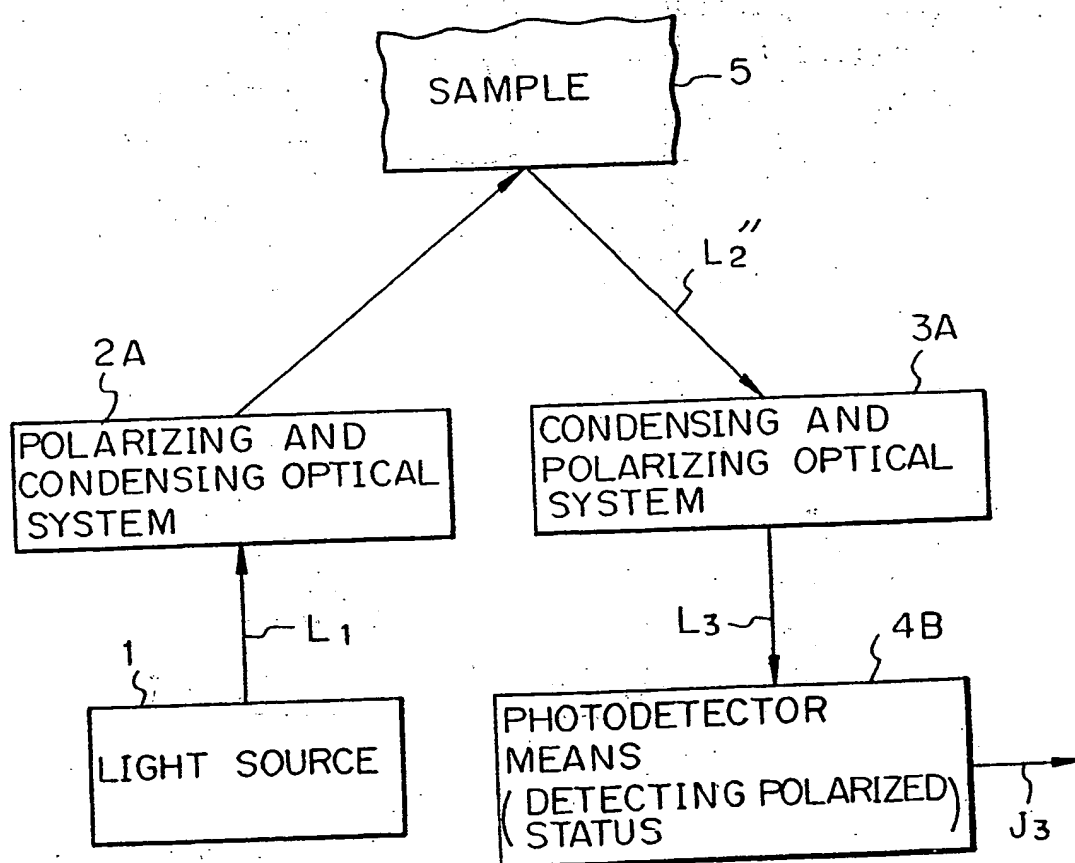 SAMPLE
5
L2"
2A
3A
POLARIZING AND
CONDENSING OPTICAL
SYSTEM
CONDENSING AND
POLARIZING OPTICAL
SYSTEM
L1
L3
1
4B
LIGHT SOURCE
PHOTODETECTOR
MEANS
(DETECTING POLARIZED
STATUS)
J3